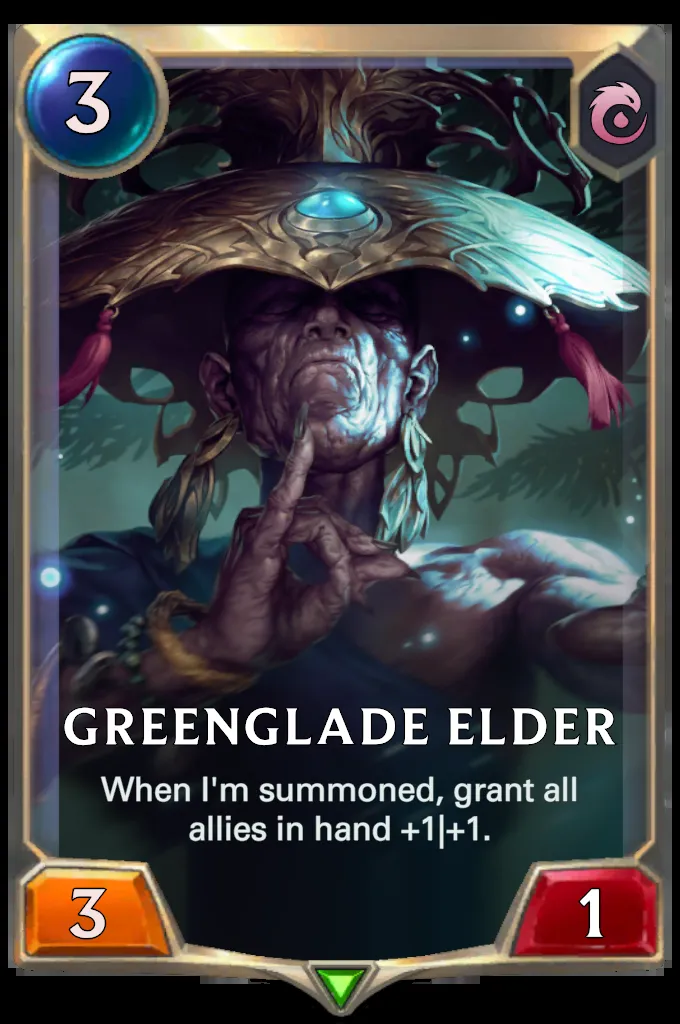 3
GREENGLADE ELDER
When I'm summoned, grant all
allies in hand +1|+1.
3
1